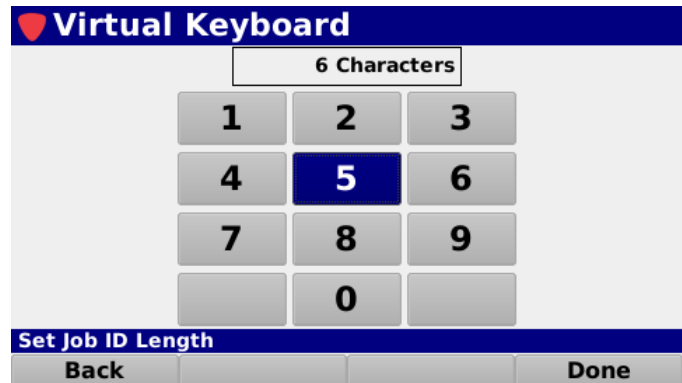 Virtual Keyboard
6 Characters
1 2 3
4 5 6
7 8 9
0
Set Job ID Length
Back Done